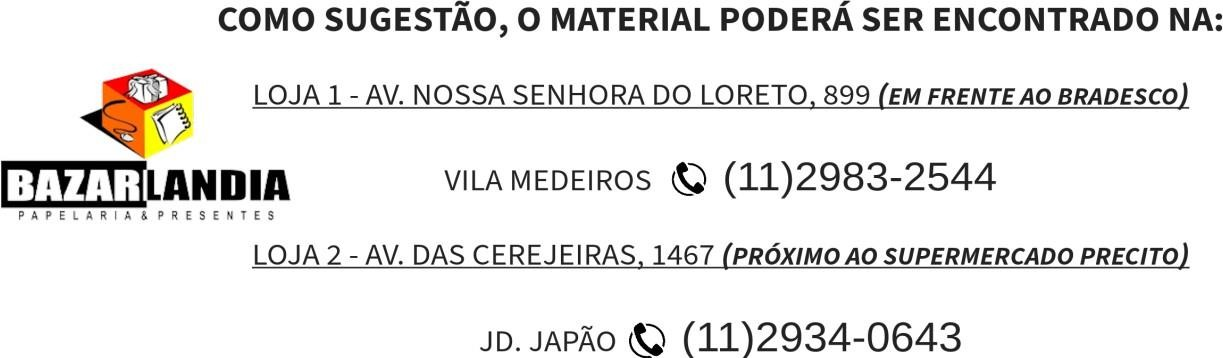 COMO SUGESTÃO, O MATERIAL PODERÁ SER ENCONTRADO NA:
LOJA 1 - AV. NOSSA SENHORA DO LORETO, 899 (EM FRENTE AO BRADESCO)
VILA MEDEIROS (11)2983-2544
BAZARLANDIA
PAPELARIA & PRESENTES
LOJA 2 - AV. DAS CEREJEIRAS, 1467 (PRÓXIMO AO SUPERMERCADO PRECITO)
JD. JAPÃO (11)2934-0643